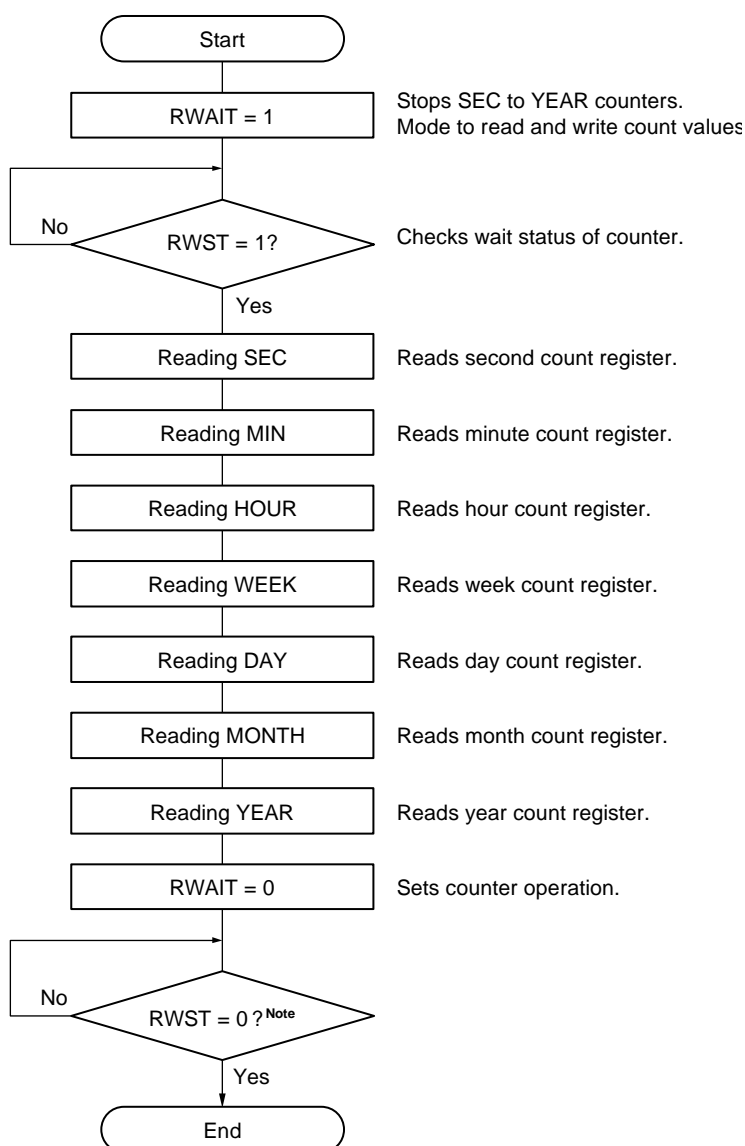 Start
RWAIT = 1
Stops SEC to YEAR counters.
Mode to read and write count values
No
RWST = 1?
Checks wait status of counter.
Yes
Reading SEC
Reads second count register.
Reading MIN
Reads minute count register.
Reading HOUR
Reads hour count register.
Reading WEEK
Reads week count register.
Reading DAY
Reads day count register.
Reading MONTH
Reads month count register.
Reading YEAR
Reads year count register.
RWAIT = 0
Sets counter operation.
No
RWST = 0?Note
Yes
End